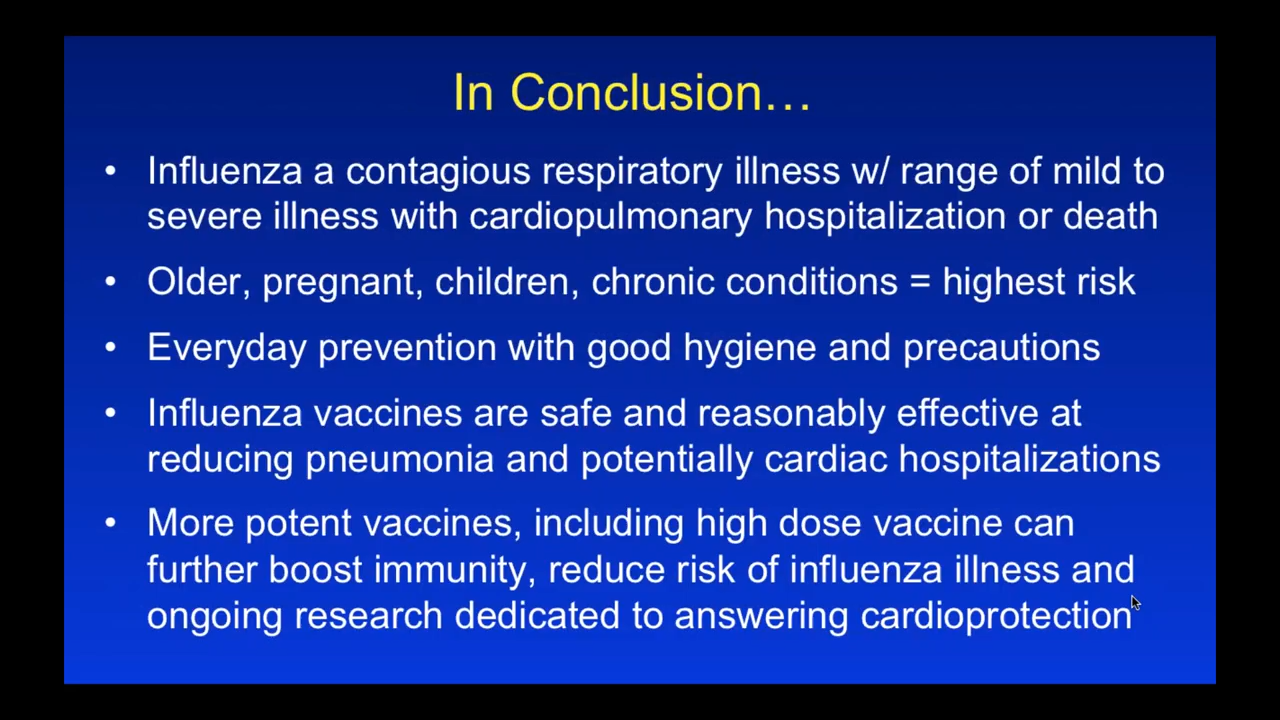 In Conclusion…
• Influenza a contagious respiratory illness w/ range of mild to
severe illness with cardiopulmonary hospitalization or death
• Older, pregnant, children, chronic conditions = highest risk
• Everyday prevention with good hygiene and precautions
• Influenza vaccines are safe and reasonably effective at
reducing pneumonia and potentially cardiac hospitalizations
• More potent vaccines, including high dose vaccine can
further boost immunity, reduce risk of influenza illness and
ongoing research dedicated to answering cardioprotection